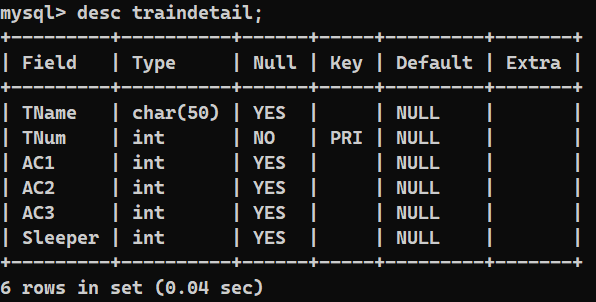 mysql> desc traindetail;
+---------+----------+------+-----+---------+-------+
| Field   | Type     | Null | Key | Default | Extra |
+---------+----------+------+-----+---------+-------+
| TName   | char(50) | YES  |     | NULL    |       |
| TNum    | int      | NO   | PRI | NULL    |       |
| AC1     | int      | YES  |     | NULL    |       |
| AC2     | int      | YES  |     | NULL    |       |
| AC3     | int      | YES  |     | NULL    |       |
| Sleeper | int      | YES  |     | NULL    |       |
+---------+----------+------+-----+---------+-------+
6 rows in set (0.04 sec)